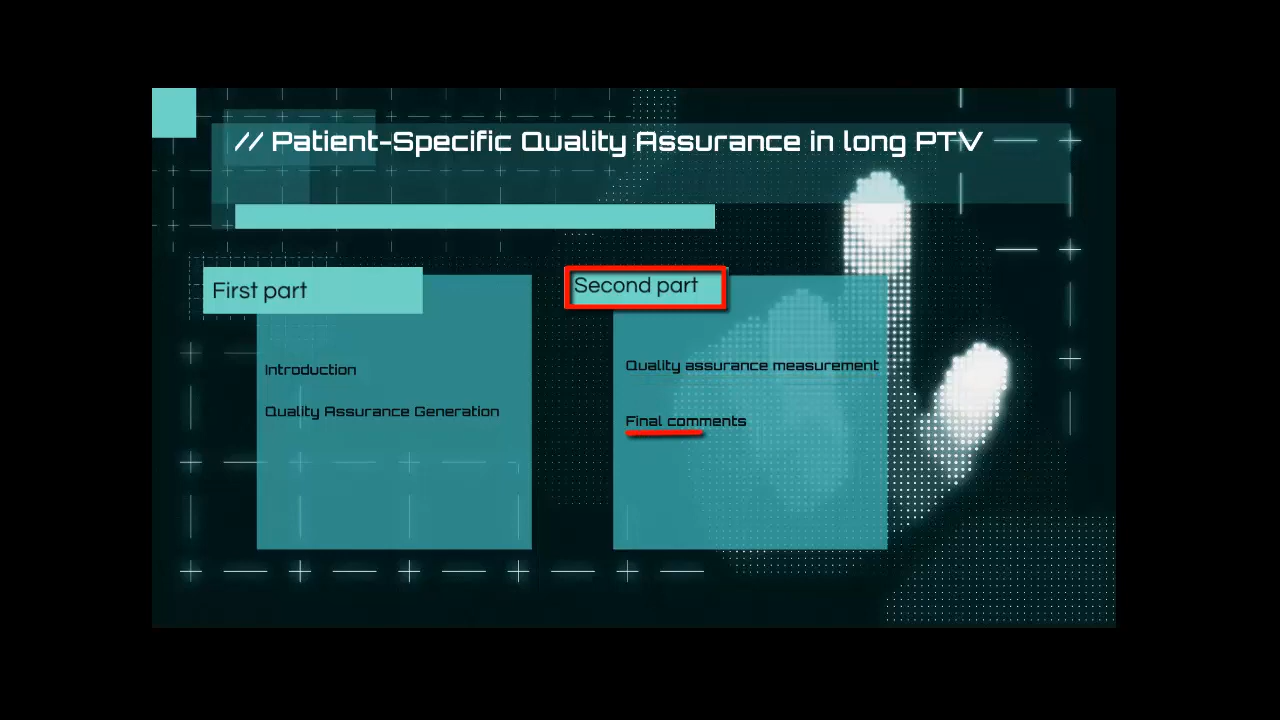 // Patient-Specific Quality Assurance in long PTV
First part
Introduction
Quality Assurance Generation
Second part
Quality assurance measurement
Final comments